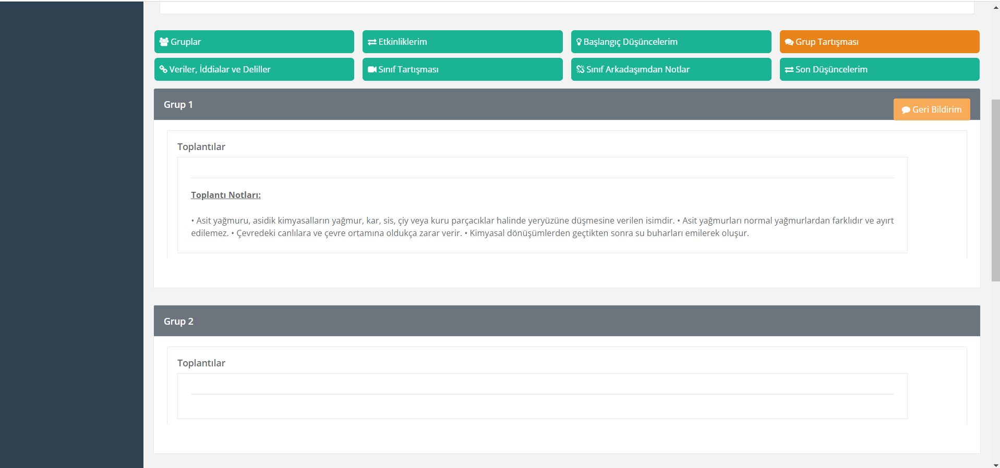 Gruplar
Etkinliklerim
Başlangıç Düşüncelerim
Grup Tartışması
Veriler, İddialar ve Deliller
Sınıf Tartışması
Sınıf Arkadaşımdan Notlar
Son Düşüncelerim
Grup 1
Geri Bildirim
Toplantılar
Toplantı Notları:
• Asit yağmuru, asidik kimyasalların yağmur, kar, sis, çiy veya kuru parçacıklar halinde yeryüzüne düşmesine verilen isimdir. • Asit yağmurları normal yağmurlardan farklıdır ve ayırt
edilemez. • Çevredeki canlılara ve çevre ortamına oldukça zarar verir. • Kimyasal dönüşümlerden geçtikten sonra su buharları emilerek oluşur.
Grup 2
Toplantılar